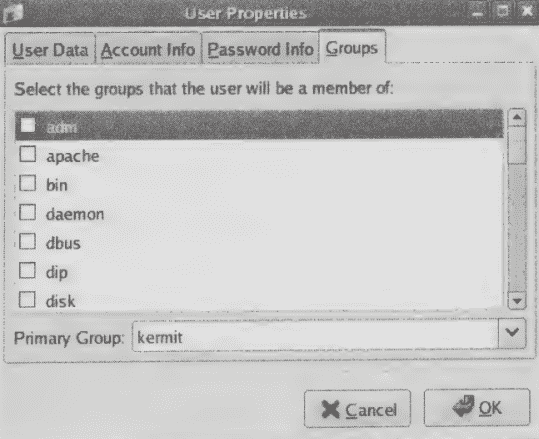 User Properties
User Data Account Info Password Info Groups
Select the groups that the user will be a member of:
adm
apache
bin
daemon
dbus
dip
disk
Primary Group: kermit
Cancel OK